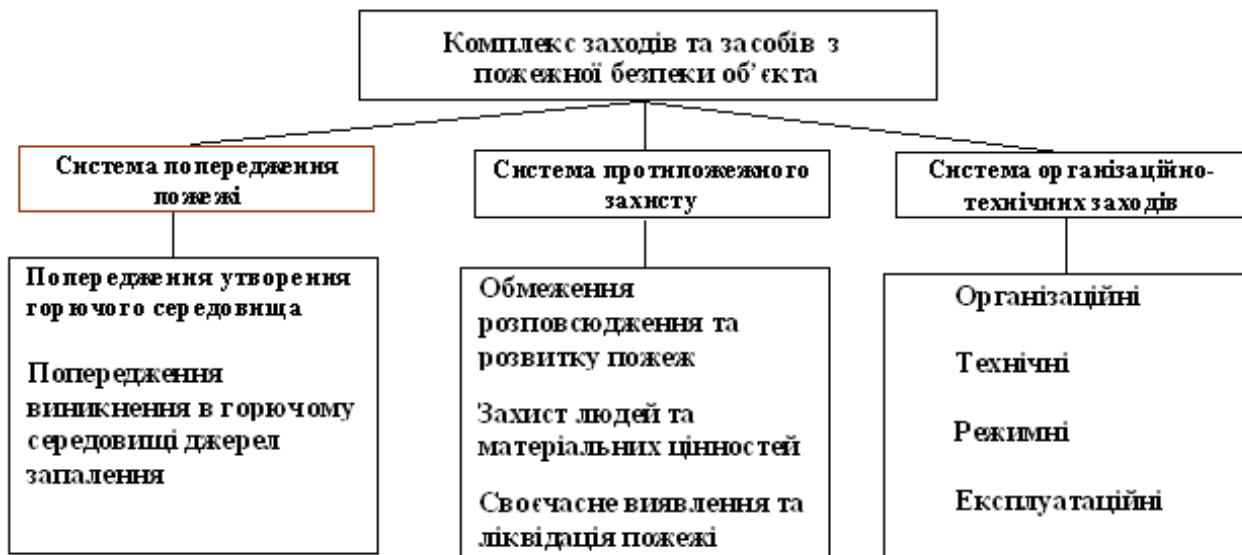 Комплекс заходів та засобів з
пожежної безпеки об’єкта
Система попередження
пожежі
Система протипожежного
захисту
Система організаційно-
технічних заходів
Попередження утворення
горючого середовища
Попередження
виникнення в горючому
середовищі джерел
запалення
Обмеження
розповсюдження та
розвитку пожеж
Захист людей та
матеріальних цінностей
Своєчасне виявлення та
ліквідація пожежі
Організаційні
Технічні
Режимні
Експлуатаційні